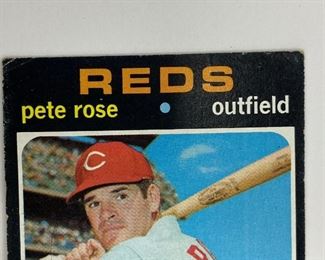 REDS
pete rose • outfield
C